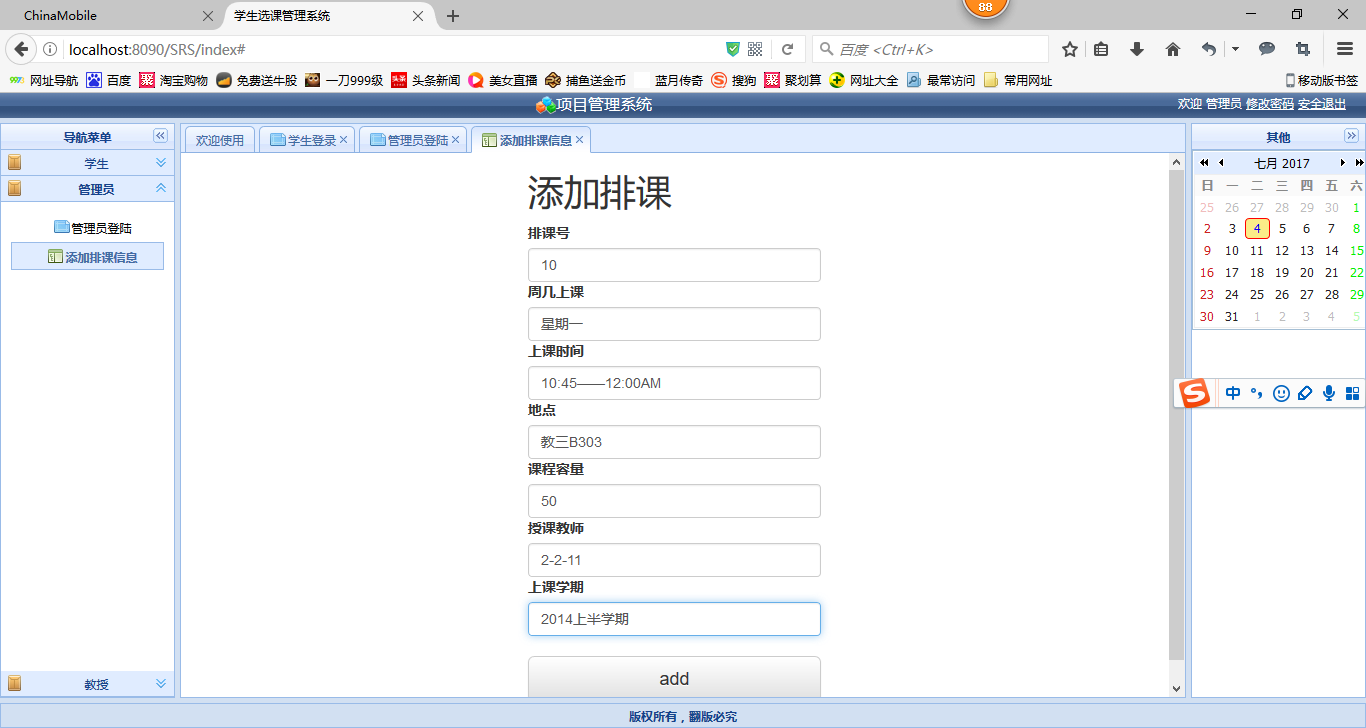 88
ChinaMobile
学生选课管理系统
localhost:8090/SRS/index#
百度 <Ctrl+K>
网址导航 百度 淘宝购物 免费送牛股 一刀999级 头条新闻 美女直播 捕鱼送金币 蓝月传奇 搜狗 聚划算 网址大全 最常访问 常用网址 移动版书签
项目管理系统
欢迎 管理员 修改密码 安全退出
导航菜单
学生
管理员
管理员登陆
添加排课信息
教授
欢迎使用 学生登录 管理员登陆 添加排课信息
添加排课
排课号
10
周几上课
星期一
上课时间
10:45——12:00AM
地点
教三B303
课程容量
50
授课教师
2-2-11
上课学期
2014上半学期
add
其他
七月 2017
日 一 二 三 四 五 六
25 26 27 28 29 30 1
2 3 4 5 6 7 8
9 10 11 12 13 14 15
16 17 18 19 20 21 22
23 24 25 26 27 28 29
30 31 1 2 3 4 5
中
版权所有，翻版必究